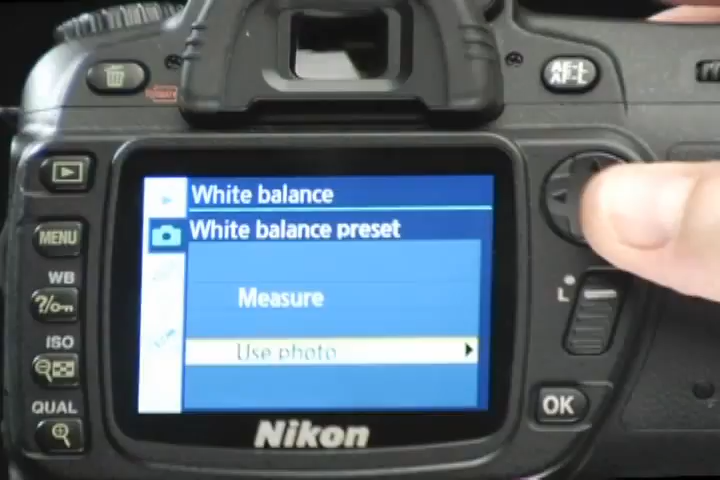 AE-L
AF-L
White balance
White balance preset
MENU
WB
?/
Measure
ISO
L
Use photo
QUAL
OK
Nikon